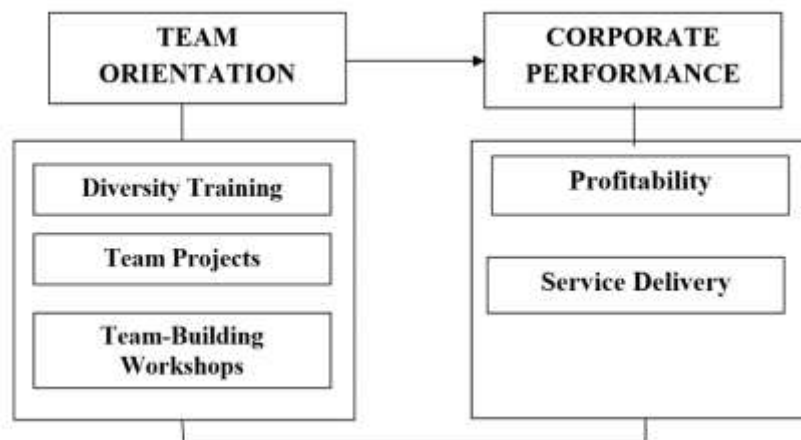 TEAM
ORIENTATION
CORPORATE
PERFORMANCE
Diversity Training
Team Projects
Team-Building
Workshops
Profitability
Service Delivery